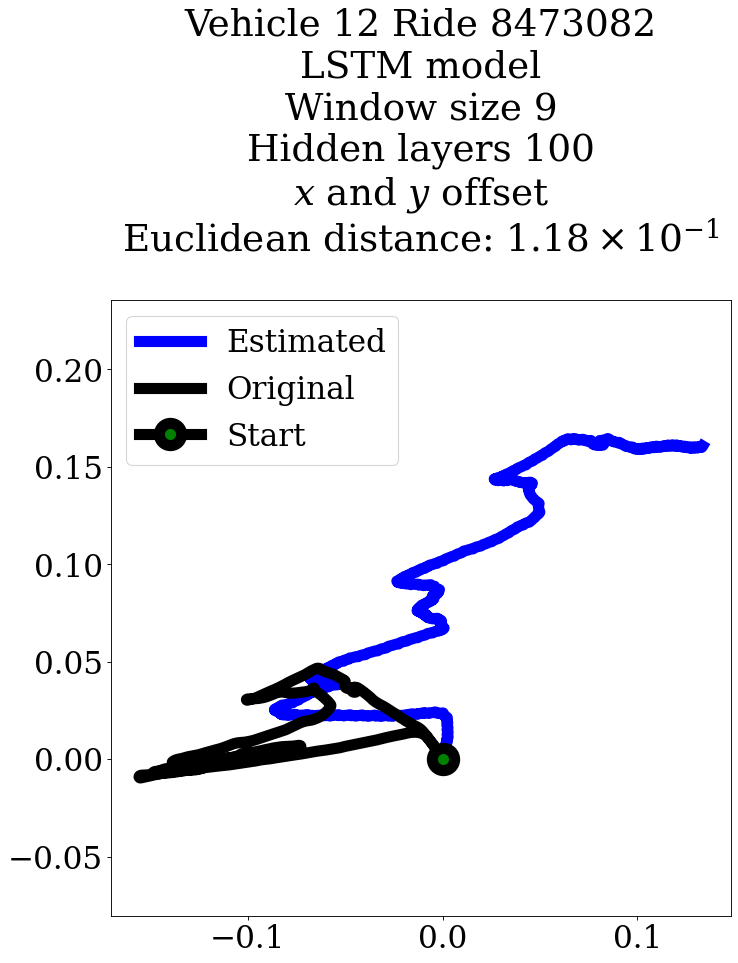 Vehicle 12 Ride 8473082
LSTM model
Window size 9
Hidden layers 100
x and y offset
Euclidean distance: 1.18 × 10⁻¹
Estimated
Original
Start
0.20
0.15
0.10
0.05
0.00
−0.05
−0.1
0.0
0.1